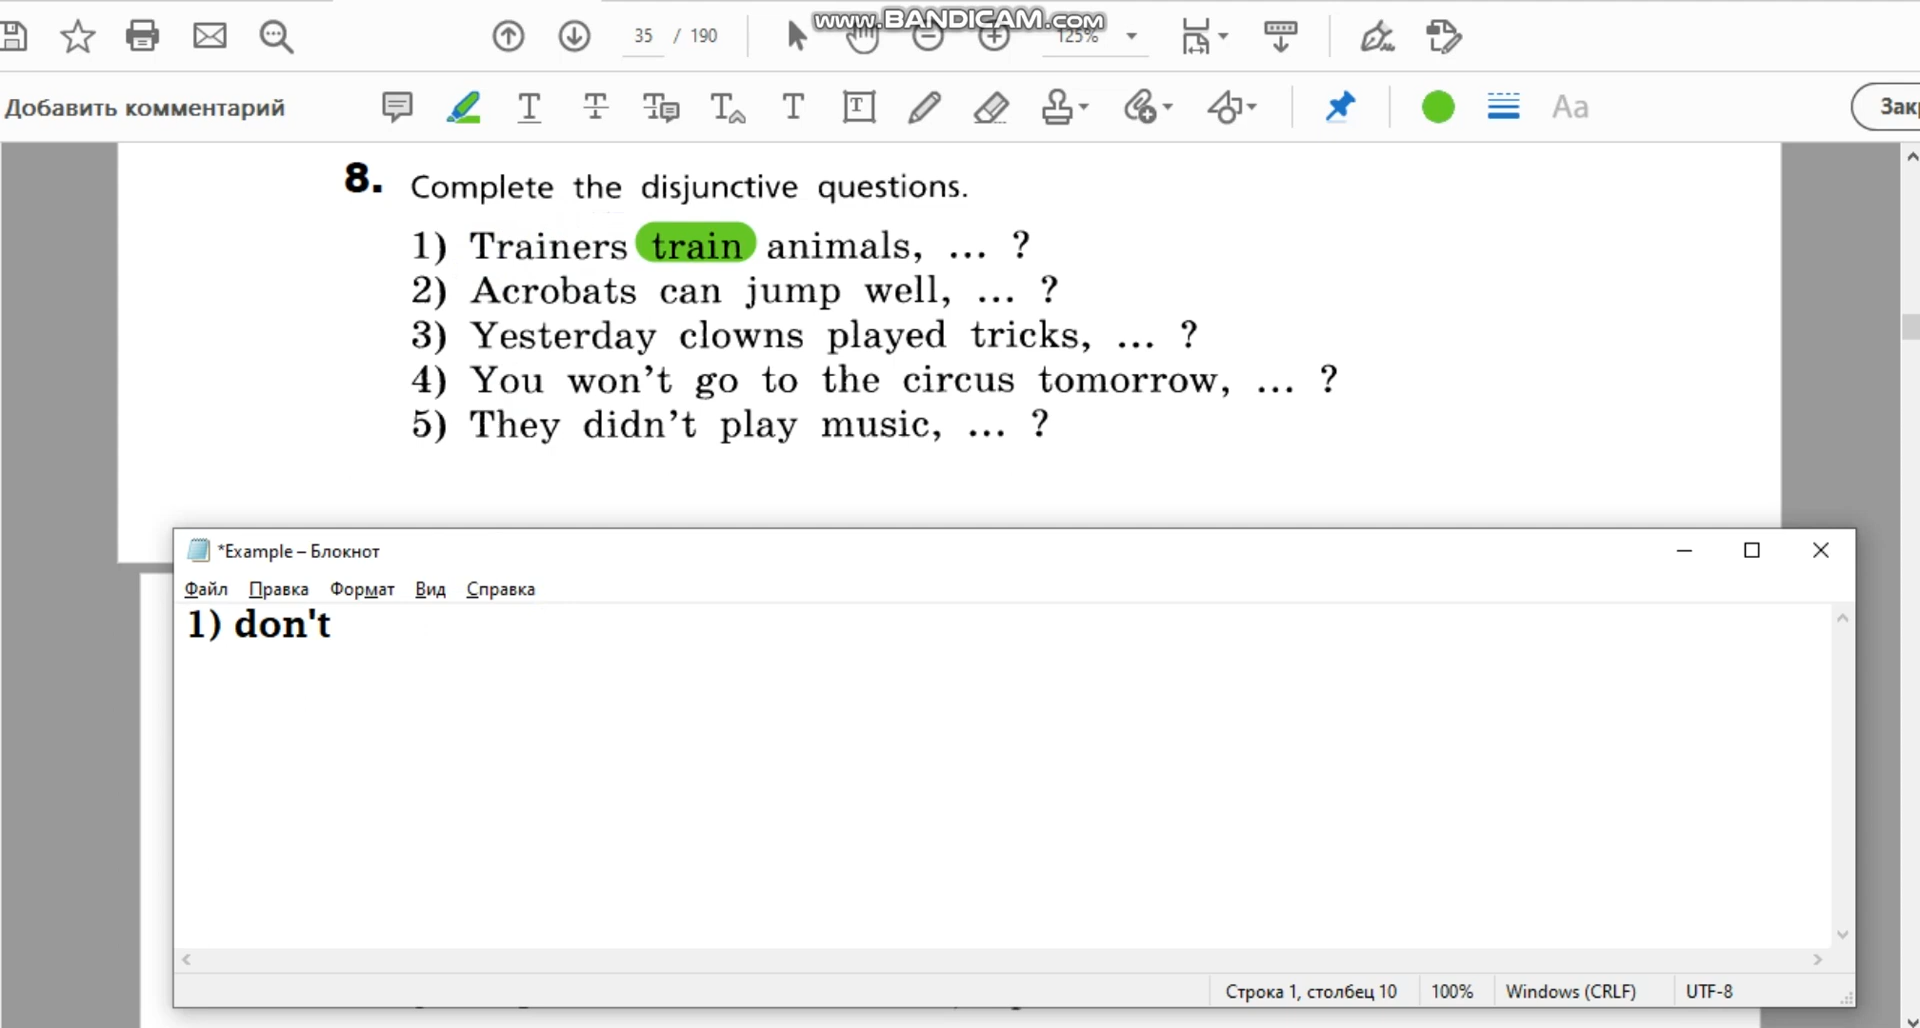 www.BANDICAM.com
35 / 190
125%
Добавить комментарий
T T T T T T Aa
8. Complete the disjunctive questions.
1) Trainers train animals, ... ?
2) Acrobats can jump well, ... ?
3) Yesterday clowns played tricks, ... ?
4) You won't go to the circus tomorrow, ... ?
5) They didn't play music, ... ?
*Example – Блокнот
Файл Правка Формат Вид Справка
1) don't
Строка 1, столбец 10 100% Windows (CRLF) UTF-8